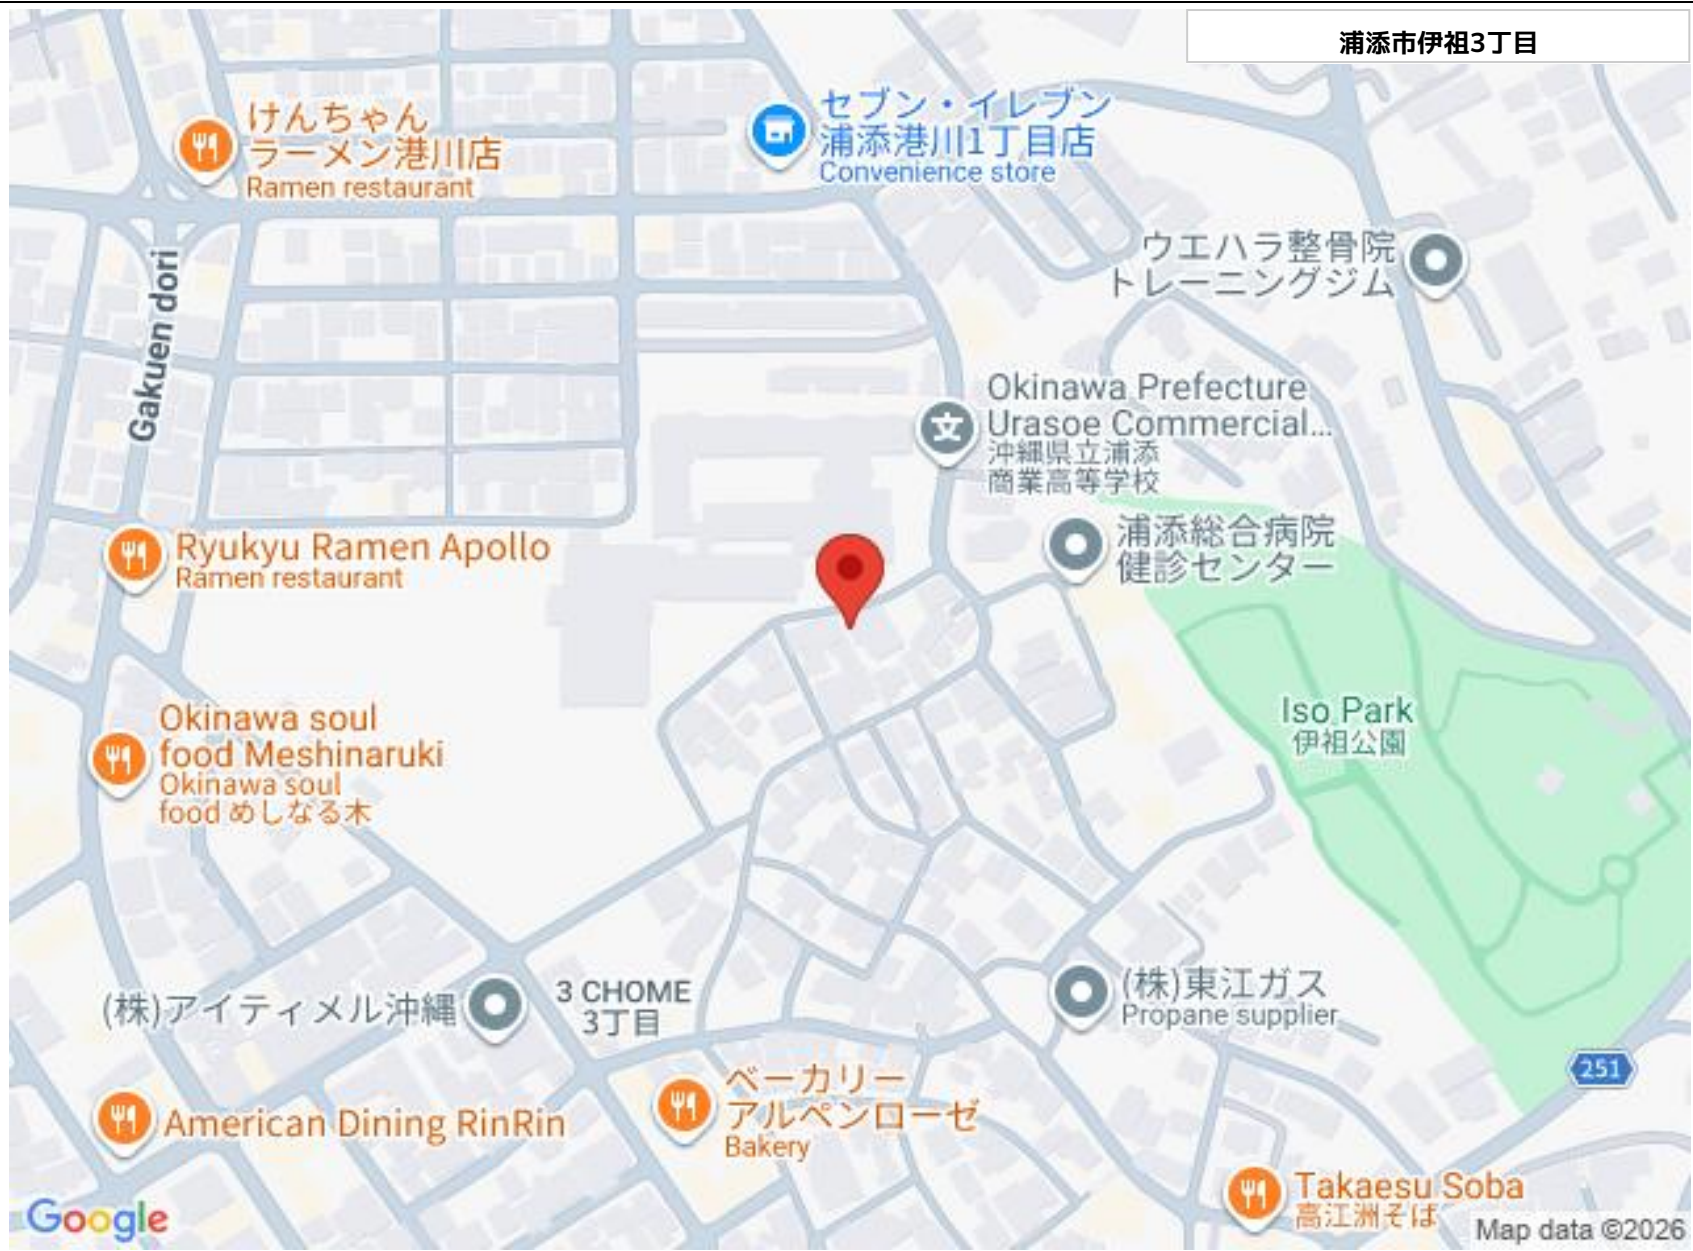 浦添市伊祖3丁目
けんちゃん
ラーメン港川店
Ramen restaurant
セブン・イレブン
浦添港川1丁目店
Convenience store
ウエハラ整骨院
トレーニングジム
Gakuen dori
Okinawa Prefecture
Urasoe Commercial...
沖縄県立浦添
商業高等学校
文
浦添総合病院
健診センター
Ryukyu Ramen Apollo
Ramen restaurant
Iso Park
伊祖公園
Okinawa soul
food Meshinaruki
Okinawa soul
food めしなる木
(株)アイティメル沖縄
3 CHOME
3丁目
(株)東江ガス
Propane supplier
251
ベーカリー
アルペンローゼ
Bakery
American Dining RinRin
Takaesu Soba
高江洲そば
Google
Map data ©2026